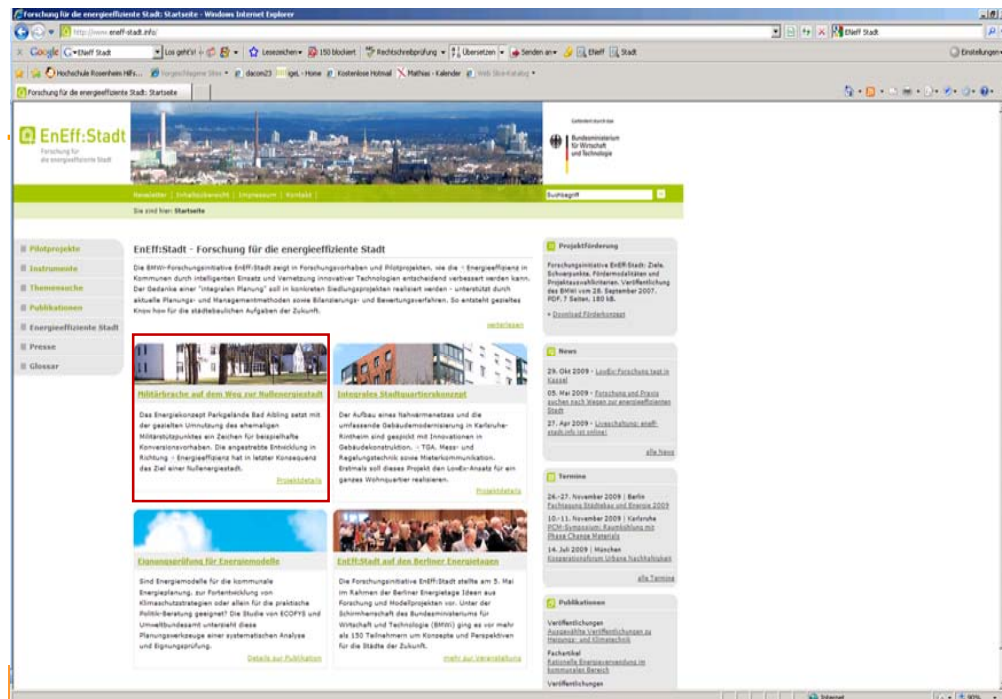 Forschung für die energieeffiziente Stadt: Startseite - Windows Internet Explorer
http://www.eneff-stadt.info/
ENeff Stadt
Google
ENeff Stadt
Los geht's!
Lesezeichen
150 blockiert
Rechtschreibprüfung
Übersetzen
Senden an
ENeff
Stadt
Einstellungen
Hochschule Rosenheim Hilfs...
Vorgeschlagene Sites
dacom23
igeL - Home
Kostenlose Hotmail
Mathias - Kalender
Web Slice-Katalog
Forschung für die energieeffiziente Stadt: Startseite
EnEff:Stadt
Forschung für
die energieeffiziente Stadt
Gefördert durch das
Bundesministerium
für Wirtschaft
und Technologie
Newsletter | Inhaltsübersicht | Impressum | Kontakt |
Suchbegriff
Sie sind hier: Startseite
Pilotprojekte
Instrumente
Themensuche
Publikationen
Energieeffiziente Stadt
Presse
Glossar
EnEff:Stadt - Forschung für die energieeffiziente Stadt
Die BMWi-Forschungsinitiative EnEff:Stadt zeigt in Forschungsvorhaben und Pilotprojekten, wie die - Energieeffizienz in
Kommunen durch intelligenten Einsatz und Vernetzung innovativer Technologien entscheidend verbessert werden kann.
Der Gedanke einer "integralen Planung" soll in konkreten Siedlungsprojekten realisiert werden - unterstützt durch
aktuelle Planungs- und Managementmethoden sowie Bilanzierungs- und Bewertungsverfahren. So entsteht gezieltes
Know how für die städtebaulichen Aufgaben der Zukunft.
weiterlesen
Militärbrache auf dem Weg zur Nullenergiestadt
Das Energiekonzept Parkgelände Bad Aibling setzt mit
der gezielten Umnutzung des ehemaligen
Militärstützpunktes ein Zeichen für beispielhafte
Konversionsvorhaben. Die angestrebte Entwicklung in
Richtung - Energieeffizienz hat in letzter Konsequenz
das Ziel einer Nullenergiestadt.
Projektdetails
Integrales Stadtquartierskonzept
Der Aufbau eines Nahwärmenetzes und die
umfassende Gebäudemodernisierung in Karlsruhe-
Rintheim sind gespickt mit Innovationen in
Gebäudekonstruktion, - TGA, Mess- und
Regelungstechnik sowie Mieterkommunikation.
Erstmals soll dieses Projekt den LowEx-Ansatz für ein
ganzes Wohnquartier realisieren.
Projektdetails
Eignungsprüfung für Energiemodelle
Sind Energiemodelle für die kommunale
Energieplanung, zur Fortentwicklung von
Klimaschutzstrategien oder allein für die praktische
Politik-Beratung geeignet? Die Studie von ECOFYS und
Umweltbundesamt unterzieht diese
Planungswerkzeuge einer systematischen Analyse
und Eignungsprüfung.
Details zur Publikation
EnEff:Stadt auf den Berliner Energietagen
Die Forschungsinitiative EnEff:Stadt stellte am 5. Mai
im Rahmen der Berliner Energietage Ideen aus
Forschung und Modellprojekten vor. Unter der
Schirmherrschaft des Bundesministeriums für
Wirtschaft und Technologie (BMWi) ging es vor mehr
als 150 Teilnehmern um Konzepte und Perspektiven
für die Städte der Zukunft.
mehr zur Veranstaltung
Projektförderung
Forschungsinitiative EnEff:Stadt: Ziele,
Schwerpunkte, Fördermodalitäten und
Projektauswahlkriterien. Veröffentlichung
des BMWi vom 28. September 2007.
PDF, 7 Seiten, 180 kB.
Download Förderkonzept
News
29. Okt 2009 - LowEx-Forschung tagt in
Kassel
05. Mai 2009 - Forschung und Praxis
suchen nach Wegen zur energieeffizienten
Stadt
27. Apr 2009 - Liveschaltung: eneff-
stadt.info ist online!
alle News
Termine
26.-27. November 2009 | Berlin
Fachtagung Städtebau und Energie 2009
10.-11. November 2009 | Karlsruhe
PCM-Symposium: Raumkühlung mit
Phase Change Materials
14. Juli 2009 | München
Kooperationsforum Urbane Nachhaltigkeit
alle Termine
Publikationen
Veröffentlichungen
Ausgewählte Veröffentlichungen zu
Heizungs- und Klimatechnik
Fachartikel
Rationelle Energieverwendung im
kommunalen Bereich
Veröffentlichungen
Internet
90%